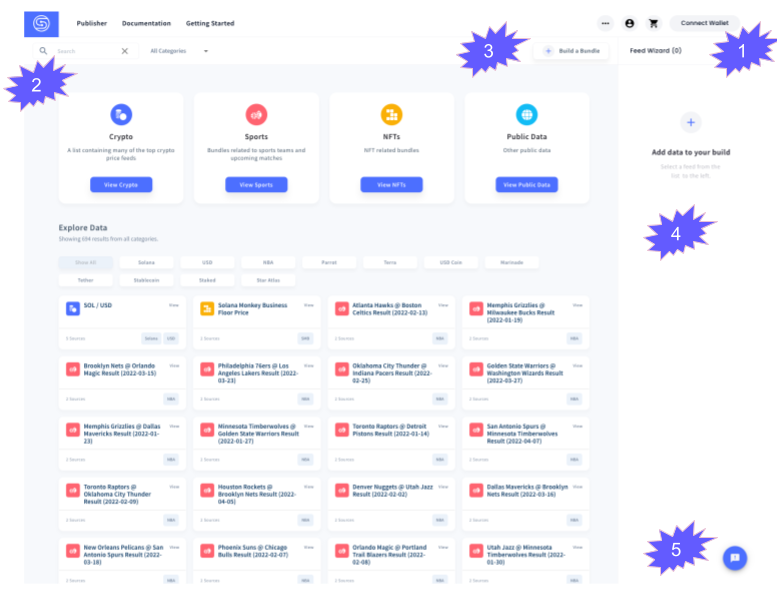 Publisher Documentation Getting Started
Connect Wallet
1
Search
All Categories
3
Build a Bundle
Feed Wizard (0)
2
Crypto
A list containing many of the top crypto
price feeds
View Crypto
Sports
Bundles related to sports teams and
upcoming matches
View Sports
NFTs
NFT related bundles
View NFTs
Public Data
Other public data
View Public Data
Add data to your build
Select a feed from the
list to the left.
4
Explore Data
Showing 694 results from all categories.
Show All Solana USD NBA Parrot Terra USD Coin Marinade
Tether Stablecoin Staked Star Atlas
SOL / USD View
Solana Monkey Business View
Floor Price
Atlanta Hawks @ Boston View
Celtics Result (2022-02-13)
Memphis Grizzlies @ View
Milwaukee Bucks Result
(2022-01-19)
Solana USD
NBA
NBA
Brooklyn Nets @ Orlando View
Magic Result (2022-03-15)
Philadelphia 76ers @ Los View
Angeles Lakers Result (2022-
03-23)
Oklahoma City Thunder @ View
Indiana Pacers Result (2022-
02-25)
Golden State Warriors @ View
Washington Wizards Result
(2022-03-27)
2 Sources NBA
2 Sources NBA
2 Sources NBA
2 Sources NBA
Memphis Grizzlies @ Dallas View
Mavericks Result (2022-01-
23)
Minnesota Timberwolves @ View
Golden State Warriors Result
(2022-01-27)
Toronto Raptors @ Detroit View
Pistons Result (2022-01-14)
San Antonio Spurs @ View
Minnesota Timberwolves
Result (2022-04-07)
2 Sources NBA
2 Sources NBA
2 Sources NBA
2 Sources NBA
Toronto Raptors @ View
Oklahoma City Thunder
Result (2022-02-09)
Houston Rockets @ View
Brooklyn Nets Result (2022-
04-05)
Denver Nuggets @ Utah Jazz View
Result (2022-02-02)
Dallas Mavericks @ Brooklyn View
Nets Result (2022-03-16)
2 Sources NBA
2 Sources NBA
2 Sources NBA
2 Sources NBA
New Orleans Pelicans @ San View
Antonio Spurs Result (2022-
03-18)
Phoenix Suns @ Chicago View
Bulls Result (2022-02-07)
Orlando Magic @ Portland View
Trail Blazers Result (2022-
02-08)
Utah Jazz @ Minnesota View
Timberwolves Result (2022-
01-30)
5
2 Sources NBA
2 Sources NBA
2 Sources NBA
2 Sources NBA